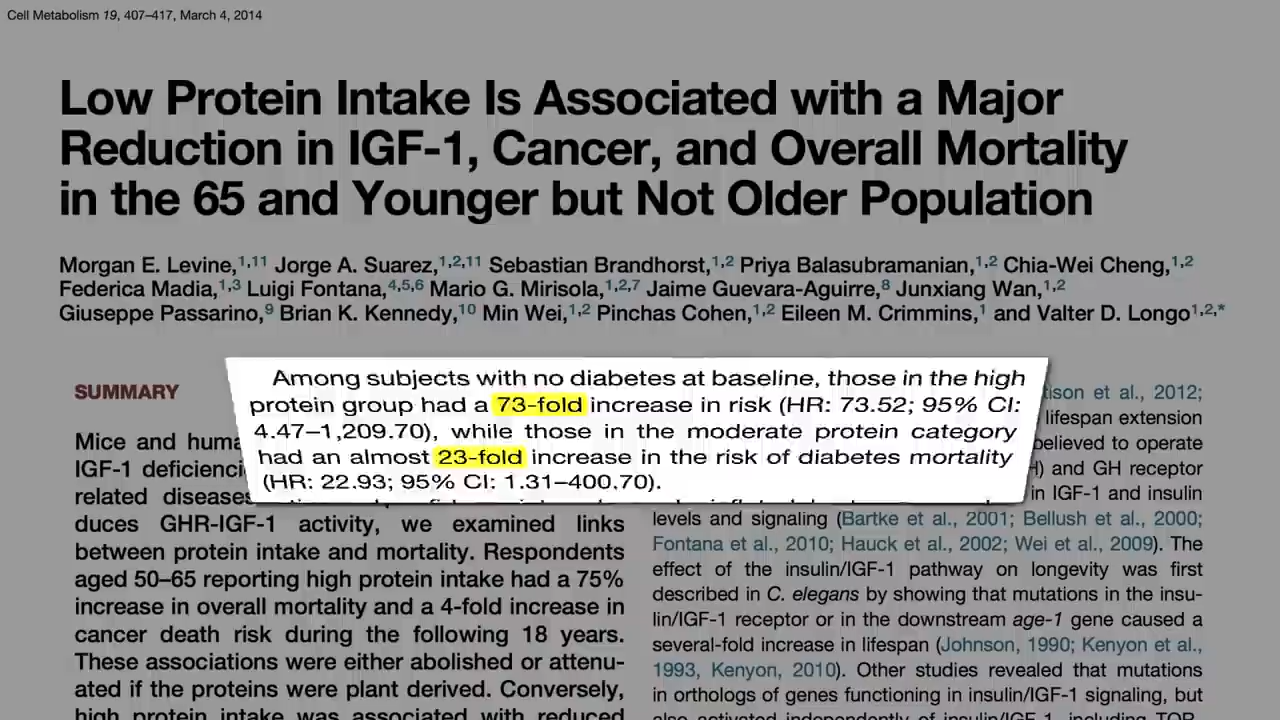 Cell Metabolism 19, 407–417, March 4, 2014
Low Protein Intake Is Associated with a Major
Reduction in IGF-1, Cancer, and Overall Mortality
in the 65 and Younger but Not Older Population
Morgan E. Levine,1,11 Jorge A. Suarez,1,2,11 Sebastian Brandhorst,1,2 Priya Balasubramanian,1,2 Chia-Wei Cheng,1,2
Federica Madia,1,3 Luigi Fontana,4,5,6 Mario G. Mirisola,1,2,7 Jaime Guevara-Aguirre,8 Junxiang Wan,1,2
Giuseppe Passarino,9 Brian K. Kennedy,10 Min Wei,1,2 Pinchas Cohen,1,2 Eileen M. Crimmins,1 and Valter D. Longo1,2,*
Among subjects with no diabetes at baseline, those in the high
protein group had a 73-fold increase in risk (HR: 73.52; 95% CI:
4.47–1,209.70), while those in the moderate protein category
had an almost 23-fold increase in the risk of diabetes mortality
(HR: 22.93; 95% CI: 1.31–400.70).
SUMMARY
Mice and huma
IGF-1 deficienci
related diseases
duces GHR-IGF-1 activity, we examined links
between protein intake and mortality. Respondents
aged 50–65 reporting high protein intake had a 75%
increase in overall mortality and a 4-fold increase in
cancer death risk during the following 18 years.
These associations were either abolished or attenu-
ated if the proteins were plant derived. Conversely,
high protein intake was associated with reduced
tison et al., 2012;
lifespan extension
believed to operate
H) and GH receptor
in IGF-1 and insulin
levels and signaling (Bartke et al., 2001; Bellush et al., 2000;
Fontana et al., 2010; Hauck et al., 2002; Wei et al., 2009). The
effect of the insulin/IGF-1 pathway on longevity was first
described in C. elegans by showing that mutations in the insu-
lin/IGF-1 receptor or in the downstream age-1 gene caused a
several-fold increase in lifespan (Johnson, 1990; Kenyon et al.,
1993, Kenyon, 2010). Other studies revealed that mutations
in orthologs of genes functioning in insulin/IGF-1 signaling, but
also activated independently of insulin/IGF-1, including TOR-